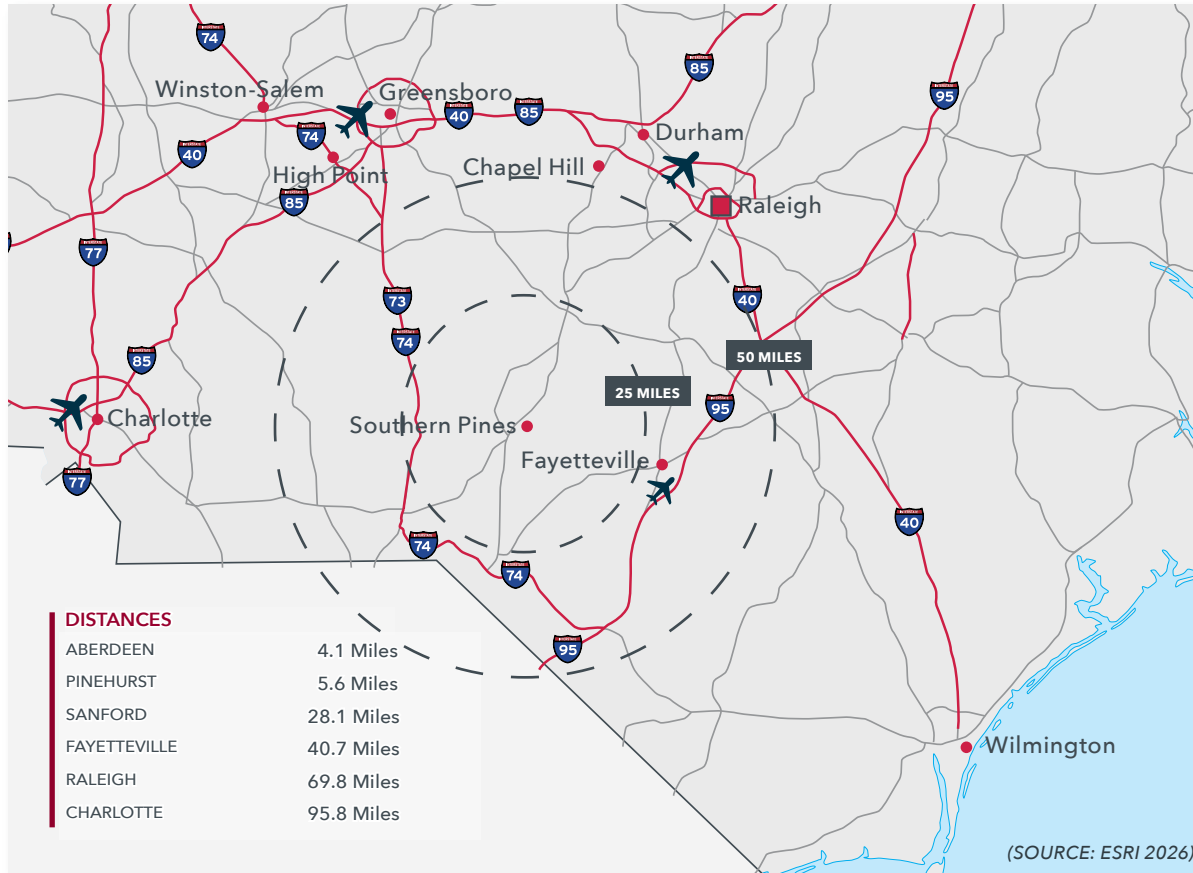 74
85
95
Winston-Salem
Greensboro
40
85
74
Durham
40
Chapel Hill
High Point
85
Raleigh
77
73
40
74
85
50 MILES
25 MILES
95
Charlotte
Southern Pines
Fayetteville
77
40
74
74
95
DISTANCES
ABERDEEN 4.1 Miles
PINEHURST 5.6 Miles
SANFORD 28.1 Miles
FAYETTEVILLE 40.7 Miles
RALEIGH 69.8 Miles
CHARLOTTE 95.8 Miles
Wilmington
(SOURCE: ESRI 2026)